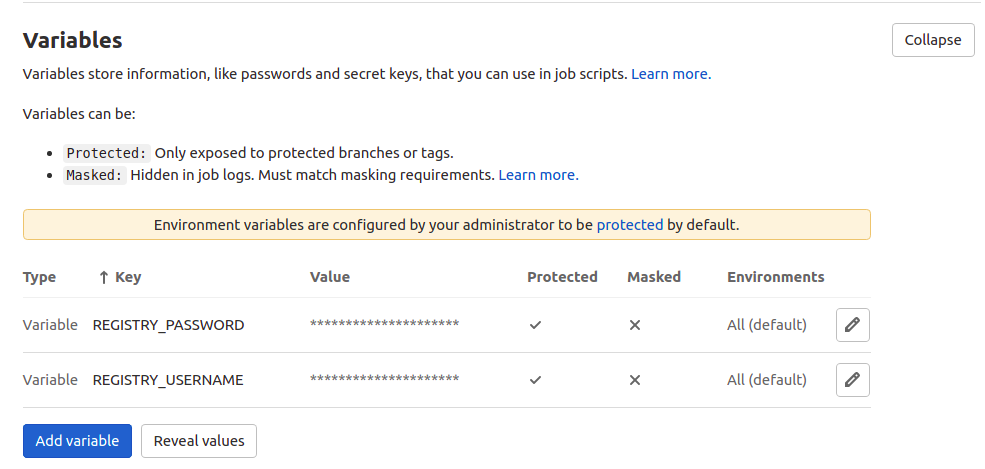 Variables
Collapse
Variables store information, like passwords and secret keys, that you can use in job scripts. Learn more.
Variables can be:
• Protected: Only exposed to protected branches or tags.
• Masked: Hidden in job logs. Must match masking requirements. Learn more.
Environment variables are configured by your administrator to be protected by default.
Type ↑ Key Value Protected Masked Environments
Variable REGISTRY_PASSWORD ********************* ✓ ✕ All (default)
Variable REGISTRY_USERNAME ********************* ✓ ✕ All (default)
Add variable Reveal values